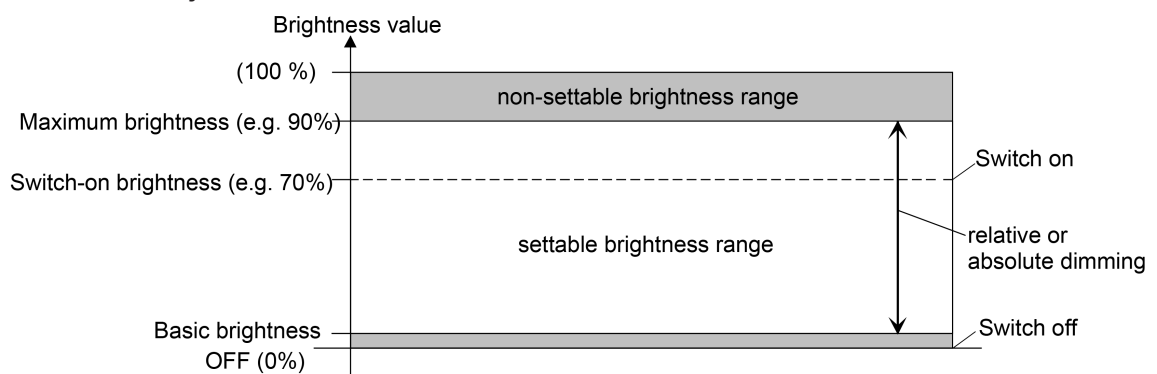 Brightness value
(100 %)
non-settable brightness range
Maximum brightness (e.g. 90%)
Switch on
Switch-on brightness (e.g. 70%)
relative or
absolute dimming
settable brightness range
Basic brightness
Switch off
OFF (0%)